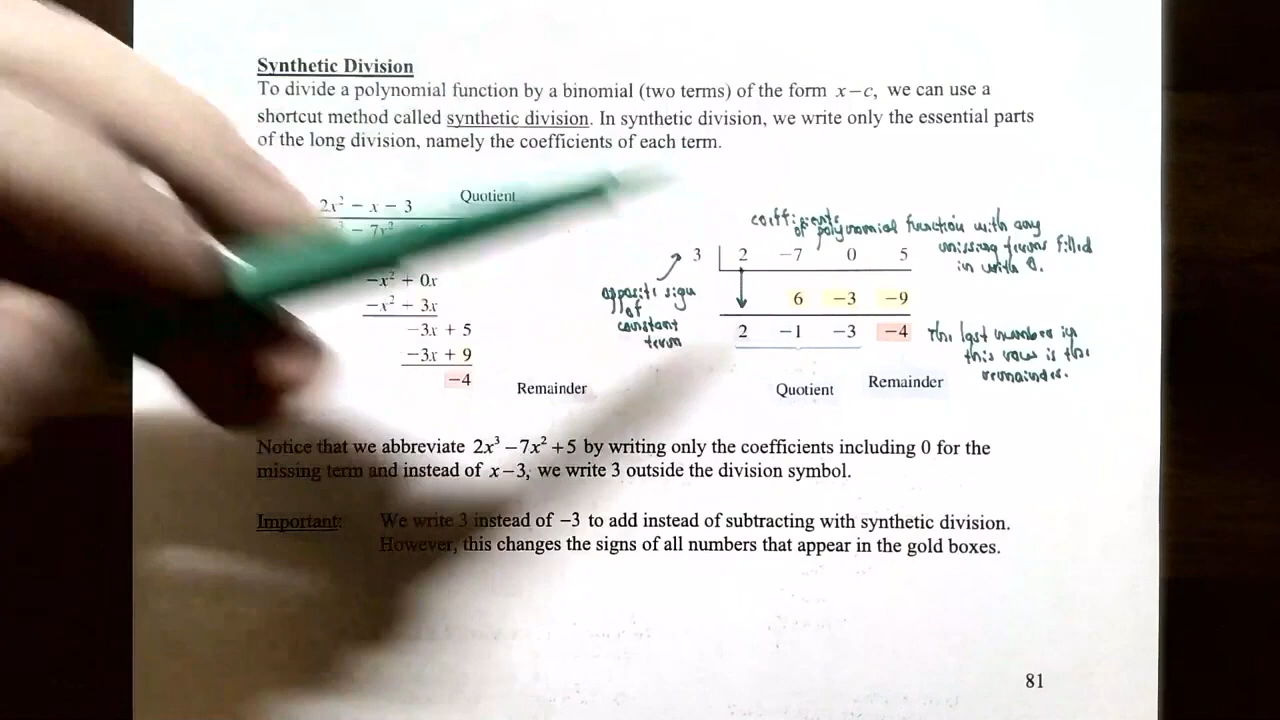 Synthetic Division
To divide a polynomial function by a binomial (two terms) of the form x−c, we can use a
shortcut method called synthetic division. In synthetic division, we write only the essential parts
of the long division, namely the coefficients of each term.
2x² − x − 3 Quotient
− 7x²
−x² + 0x
−x² + 3x
−3x + 5
−3x + 9
−4
Remainder
coefficients
of polynomial function with any
missing terms filled
in with 0.
3 2 −7 0 5
opposite sign
of
constant
term
6 −3 −9
2 −1 −3 −4
The last number in
this row is the
remainder.
Quotient Remainder
Notice that we abbreviate 2x³ −7x² +5 by writing only the coefficients including 0 for the
missing term and instead of x−3, we write 3 outside the division symbol.
Important: We write 3 instead of −3 to add instead of subtracting with synthetic division.
However, this changes the signs of all numbers that appear in the gold boxes.
81